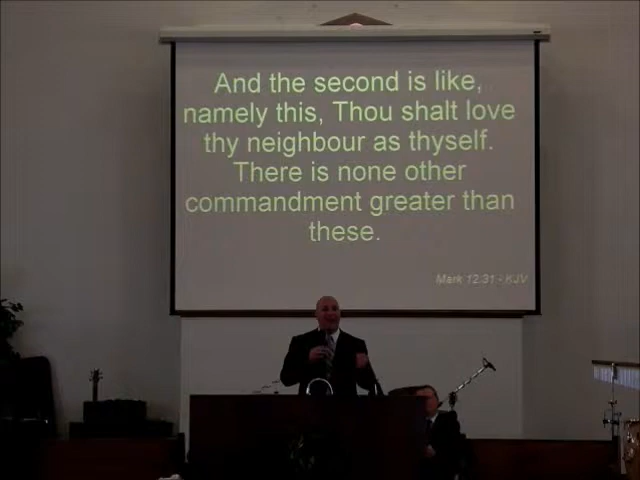 And the second is like,
namely this, Thou shalt love
thy neighbour as thyself.
There is none other
commandment greater than
these.
Mark 12:31 - KJV